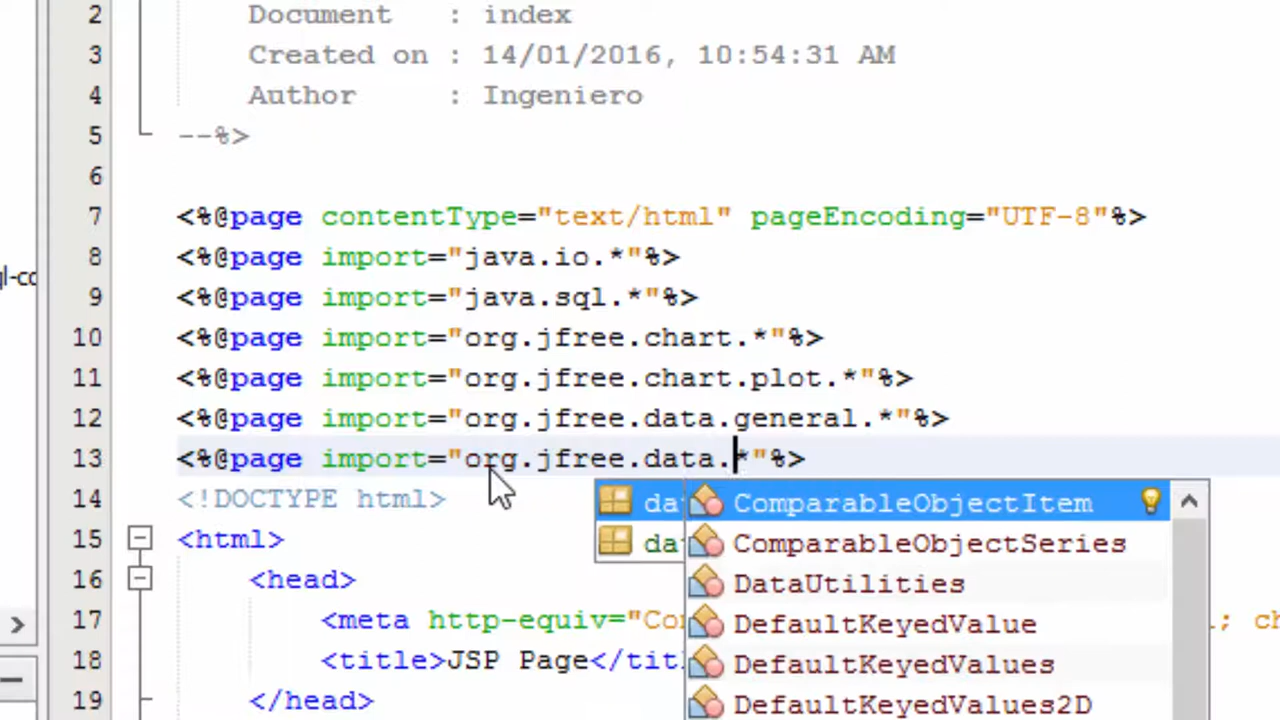 2 Document : index
3 Created on : 14/01/2016, 10:54:31 AM
4 Author : Ingeniero
5 --%>
6
7 <%@page contentType="text/html" pageEncoding="UTF-8"%>
8 <%@page import="java.io.*"%>
9 <%@page import="java.sql.*"%>
10 <%@page import="org.jfree.chart.*"%>
11 <%@page import="org.jfree.chart.plot.*"%>
12 <%@page import="org.jfree.data.general.*"%>
13 <%@page import="org.jfree.data.*"%>
14 <!DOCTYPE html>
ComparableObjectItem
15 <html>
ComparableObjectSeries
16 <head>
DataUtilities
17 <meta http-equiv="
DefaultKeyedValue
18 <title>JSP Page
DefaultKeyedValues
19 </head>
DefaultKeyedValues2D